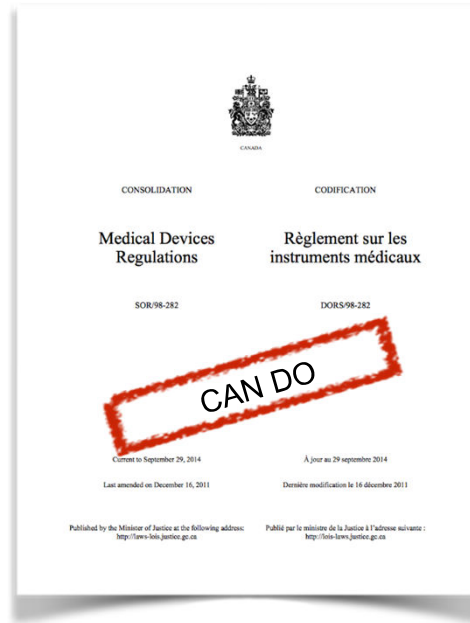 CANADA
CONSOLIDATION
Medical Devices
Regulations
SOR/98-282
CODIFICATION
Règlement sur les
instruments médicaux
DORS/98-282
CAN DO
Current to September 29, 2014
Last amended on December 16, 2011
Published by the Minister of Justice at the following address:
http://laws-lois.justice.gc.ca
À jour au 29 septembre 2014
Dernière modification le 16 décembre 2011
Publié par le ministre de la Justice à l'adresse suivante :
http://lois-laws.justice.gc.ca